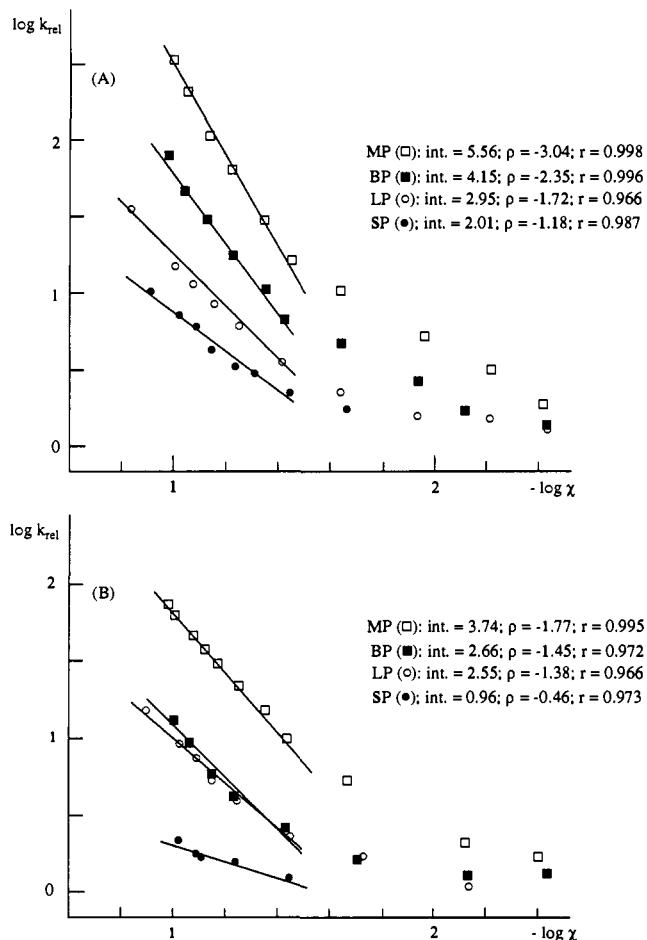 log k_rel
(A)
2
MP (□): int. = 5.56; ρ = -3.04; r = 0.998
BP (■): int. = 4.15; ρ = -2.35; r = 0.996
LP (○): int. = 2.95; ρ = -1.72; r = 0.966
SP (●): int. = 2.01; ρ = -1.18; r = 0.987
1
0
1 2 - log χ
log k_rel
2
(B)
MP (□): int. = 3.74; ρ = -1.77; r = 0.995
BP (■): int. = 2.66; ρ = -1.45; r = 0.972
LP (○): int. = 2.55; ρ = -1.38; r = 0.966
SP (●); int. = 0.96; ρ = -0.46; r = 0.973
1
0
1 2 - log χ